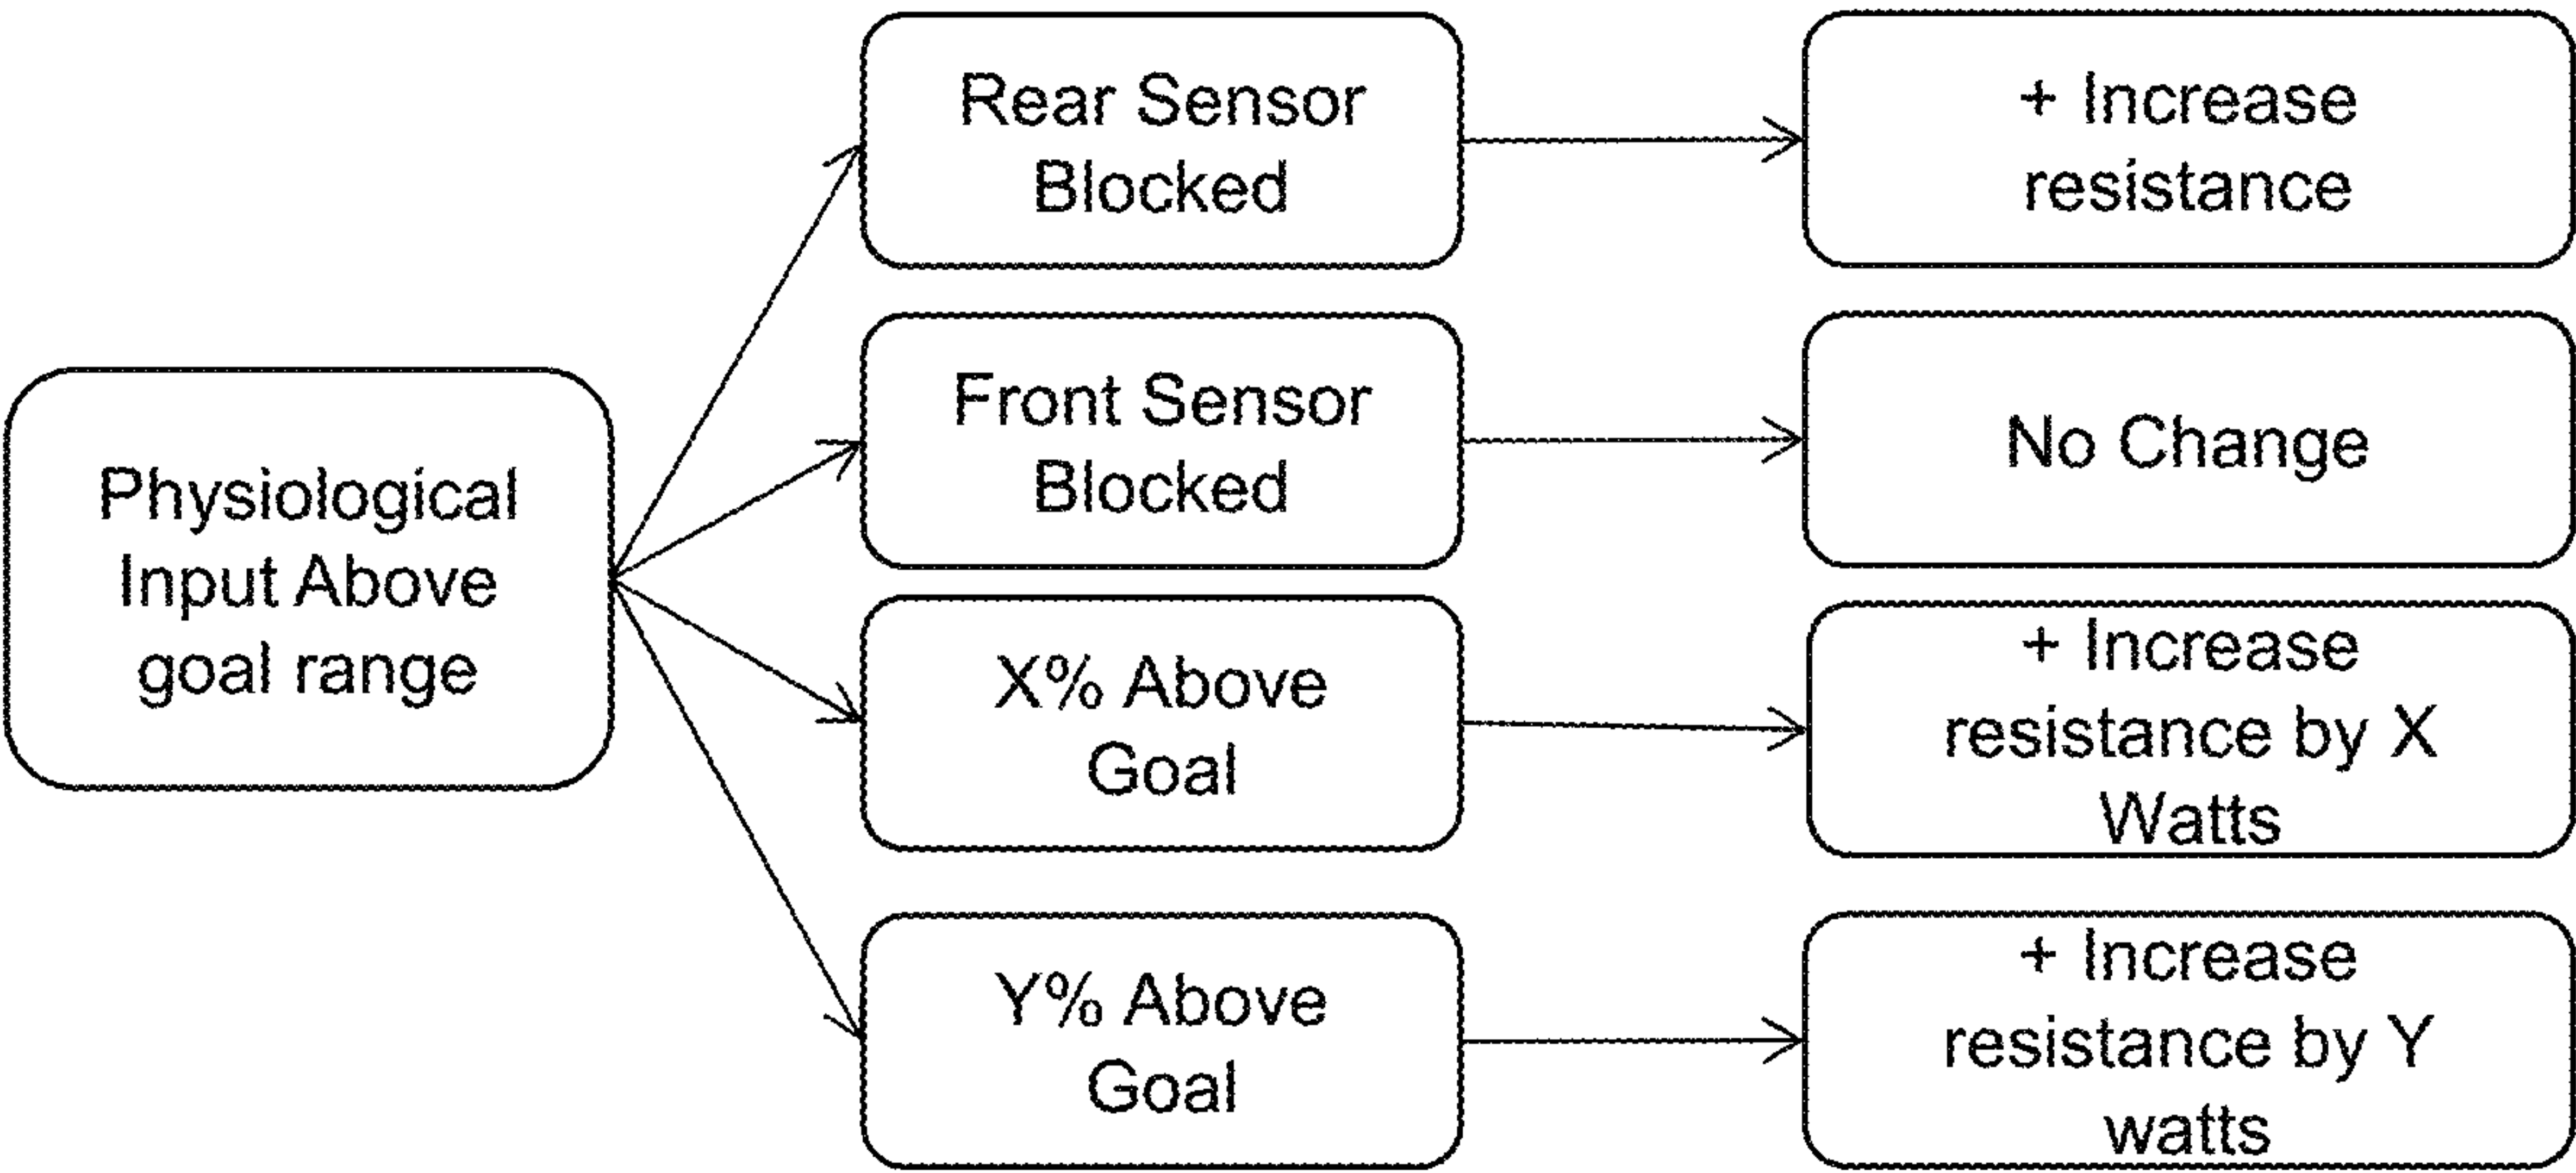 Physiological
Input Above
goal range
Rear Sensor
Blocked
+ Increase
resistance
Front Sensor
Blocked
No Change
X% Above
Goal
+ Increase
resistance by X
Watts
Y% Above
Goal
+ Increase
resistance by Y
watts